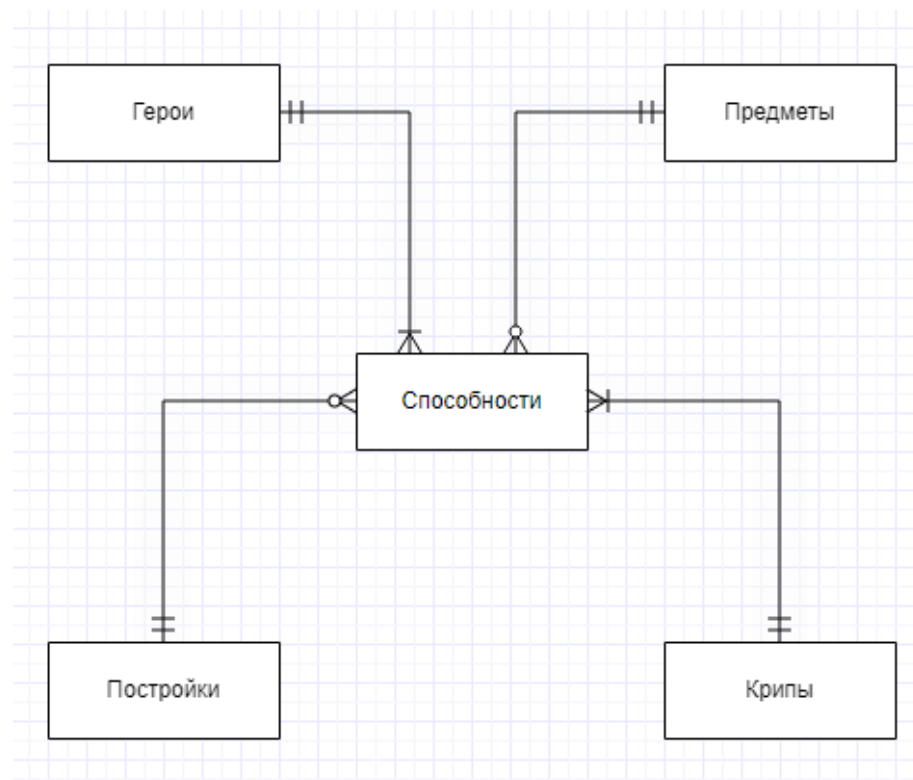 Герои
Предметы
Способности
Постройки
Крипы